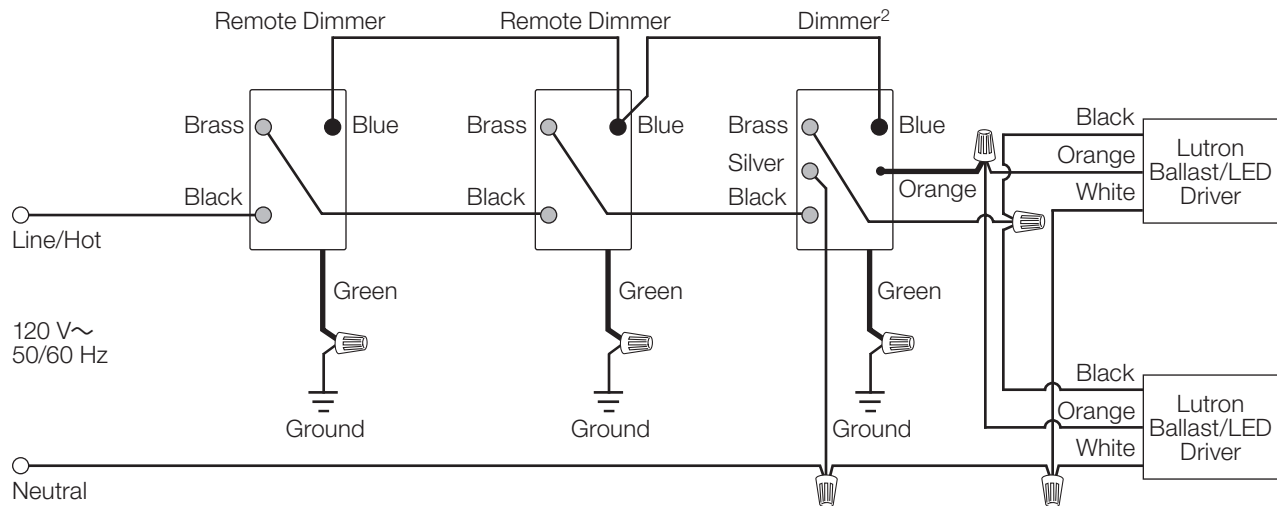 Remote Dimmer
Remote Dimmer
Dimmer2
Brass
Blue
Brass
Blue
Brass
Blue
Black
Silver
Orange
Lutron
Ballast/LED
Driver
Black
Black
Black
Orange
White
Line/Hot
Green
Green
Green
120 V~
50/60 Hz
Ground
Ground
Ground
Black
Orange
White
Lutron
Ballast/LED
Driver
Neutral